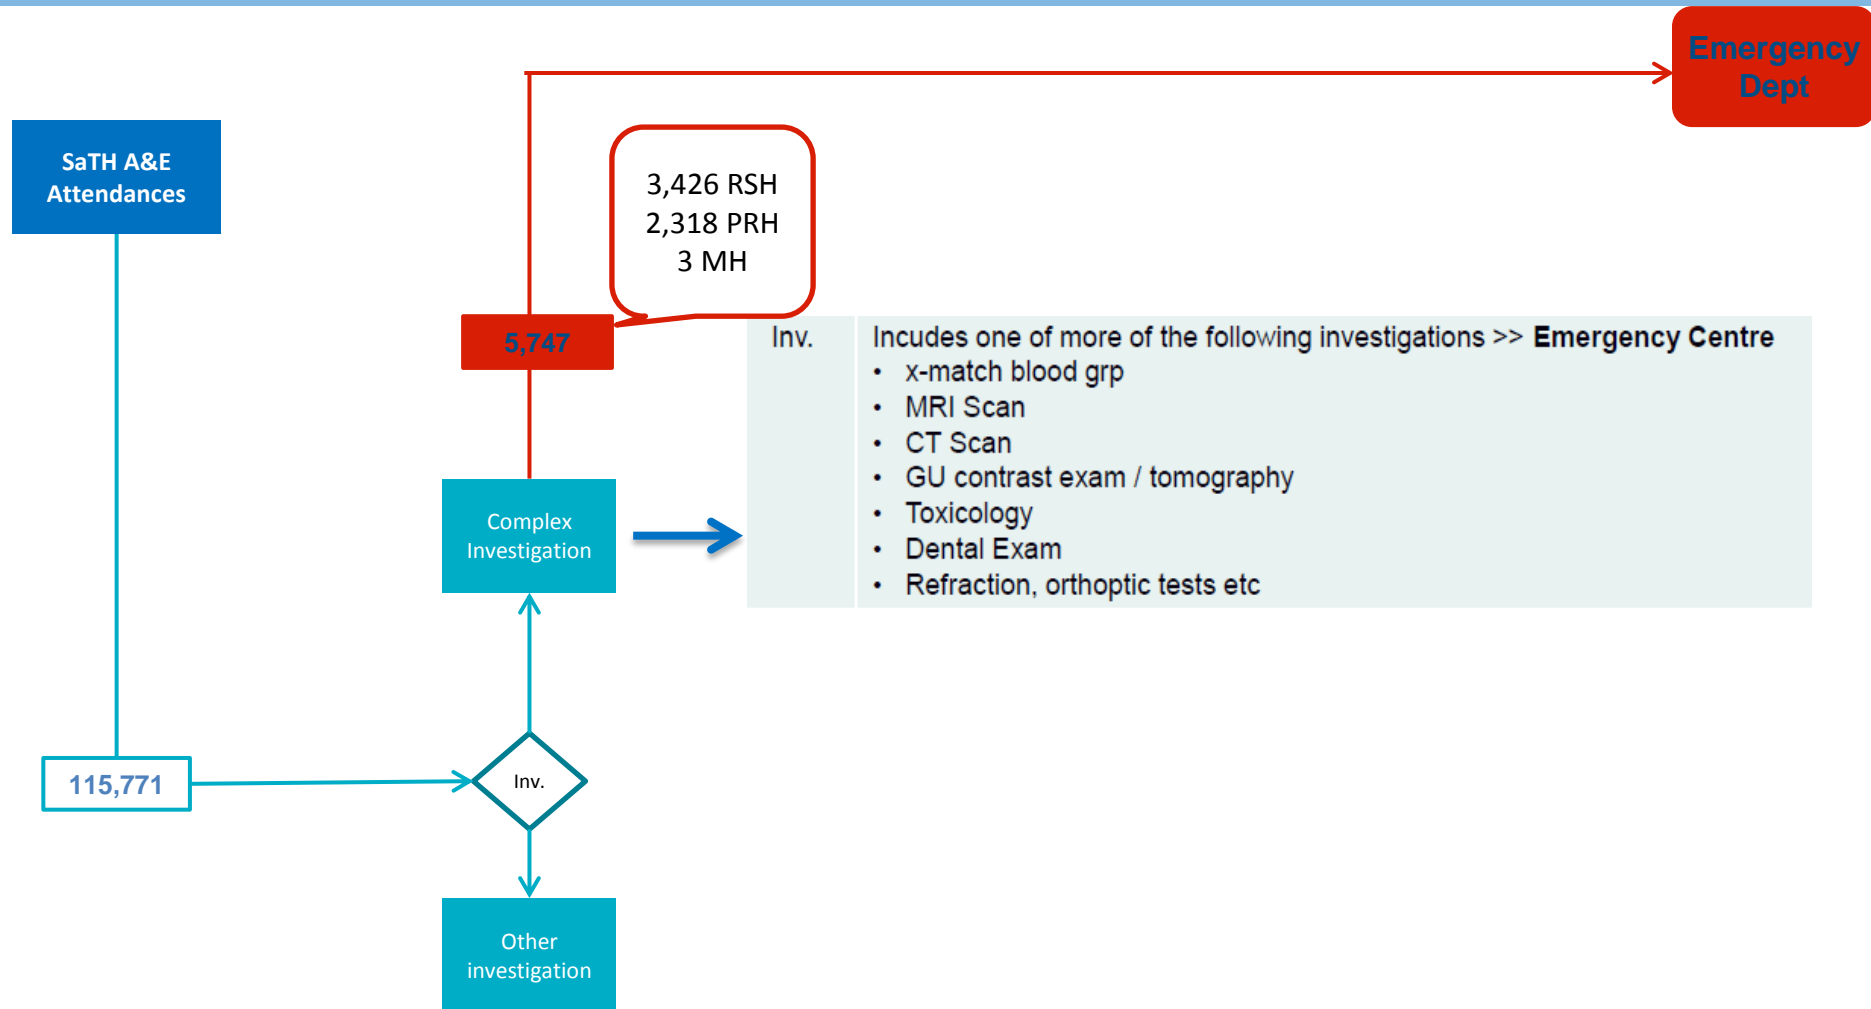 Emergency
Dept
SaTH A&E
Attendances
3,426 RSH
2,318 PRH
3 MH
5,747
Inv.
Incudes one of more of the following investigations >> Emergency Centre
• x-match blood grp
• MRI Scan
• CT Scan
• GU contrast exam / tomography
• Toxicology
• Dental Exam
• Refraction, orthoptic tests etc
Complex
Investigation
115,771
Inv.
Other
investigation